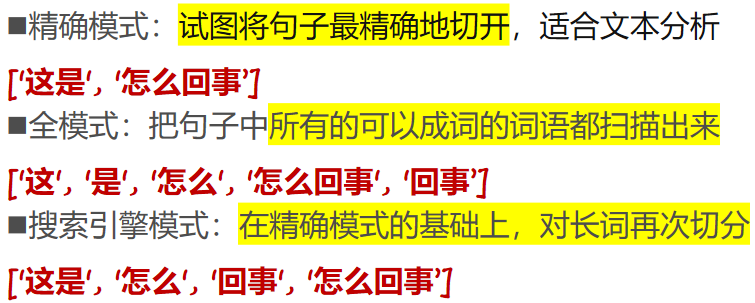 ■精确模式：试图将句子最精确地切开，适合文本分析
['这是', '怎么回事']
■全模式：把句子中所有的可以成词的词语都扫描出来
['这', '是', '怎么', '怎么回事', '回事']
■搜索引擎模式：在精确模式的基础上，对长词再次切分
['这是', '怎么', '回事', '怎么回事']